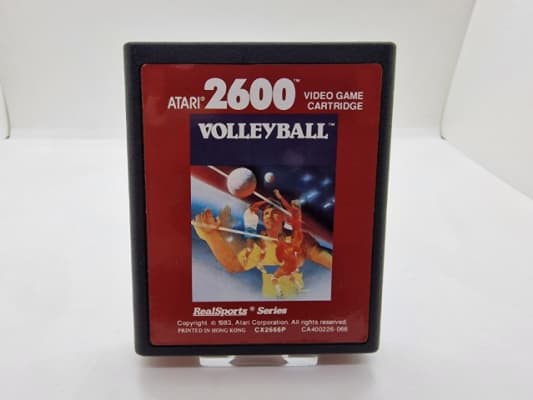 ATARI® 2600™ VIDEO GAME
CARTRIDGE
VOLLEYBALL™
RealSports® Series
Copyright © 1983, Atari Corporation. All rights reserved.
PRINTED IN HONG KONG CX2666P CA400226-066